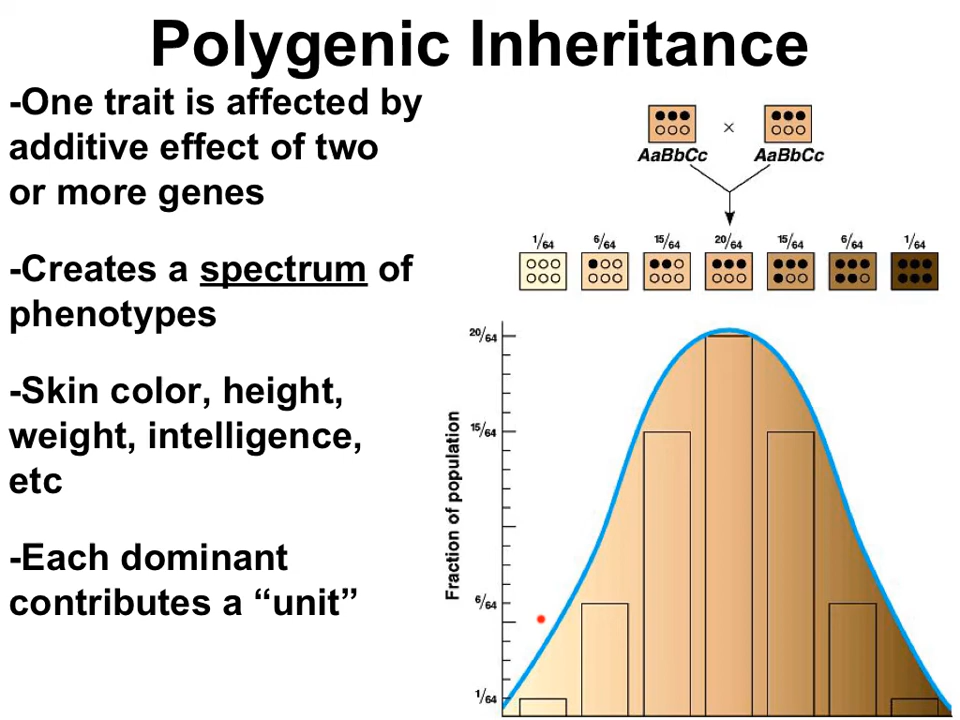 Polygenic Inheritance
-One trait is affected by
additive effect of two
or more genes
-Creates a spectrum of
phenotypes
-Skin color, height,
weight, intelligence,
etc
-Each dominant
contributes a “unit”
×
AaBbCc AaBbCc
1/64 6/64 15/64 20/64 15/64 6/64 1/64
20/64
15/64
6/64
1/64
Fraction of population